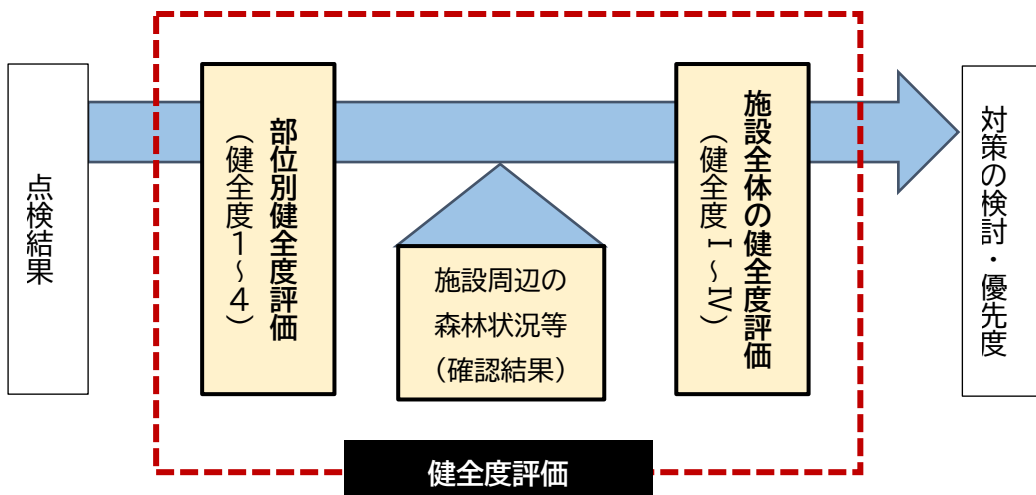 点検結果
部位別健全度評価
（健全度１～４）
施設周辺の
森林状況等
（確認結果）
施設全体の健全度評価
（健全度Ⅰ～Ⅳ）
対策の検討・優先度
健全度評価